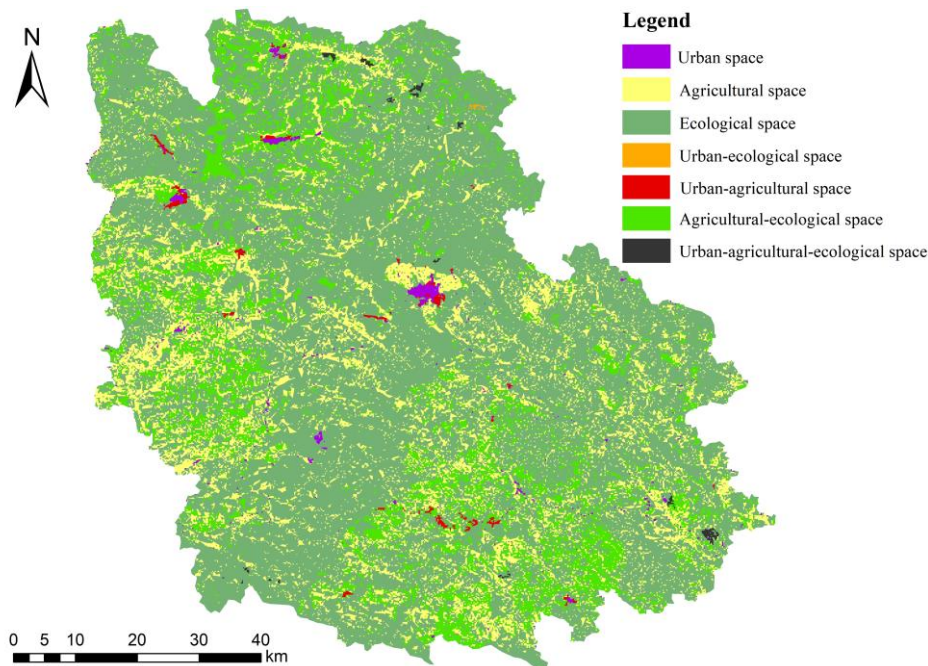 Legend
N
Urban space
Agricultural space
Ecological space
Urban-ecological space
Urban-agricultural space
Agricultural-ecological space
Urban-agricultural-ecological space
0 5 10 20 30 40
km